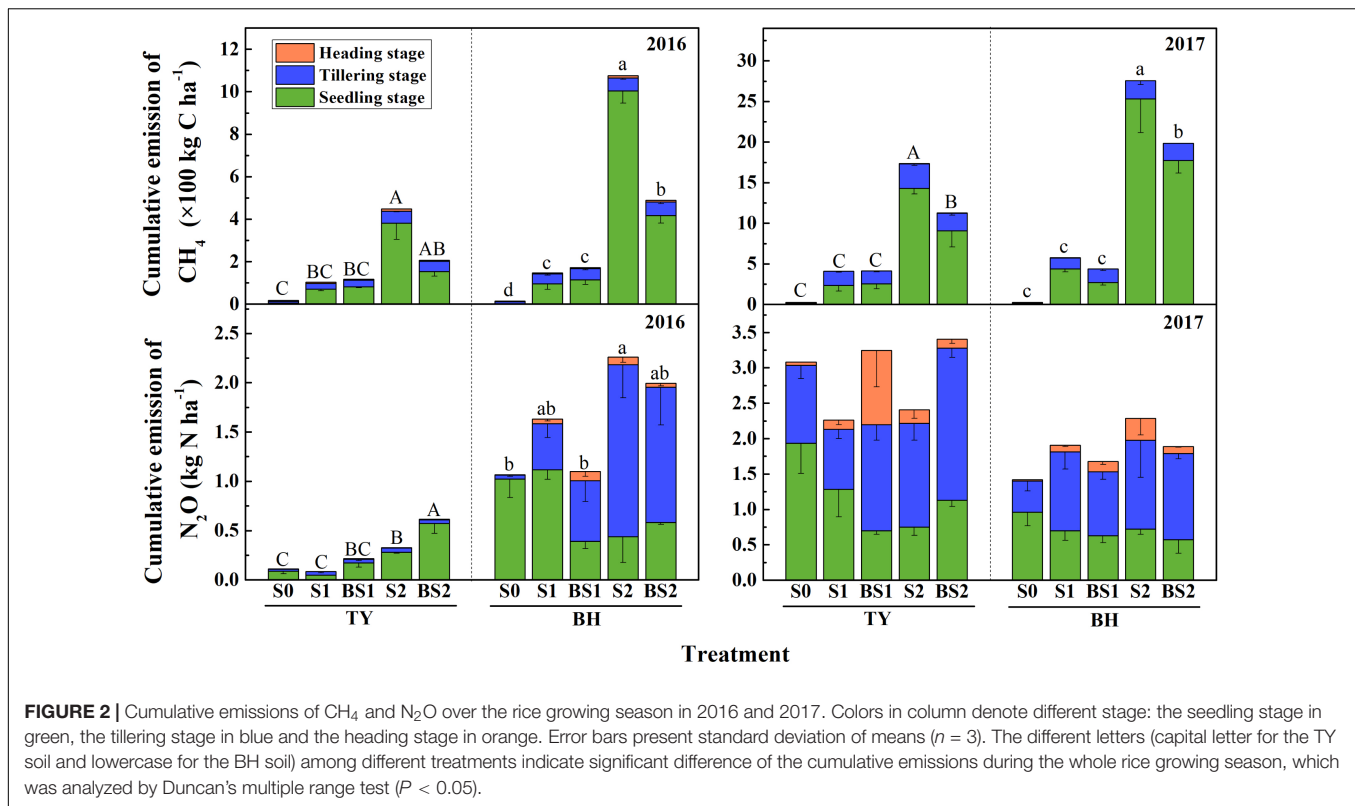 Heading stage
Tillering stage
Seedling stage
Cumulative emission of
CH4 (×100 kg C ha-1)
12
10
8
6
4
2
0
2016
C
BC
BC
A
AB
d
c
c
a
b
30
25
20
15
10
5
0
2017
C
C
C
A
B
c
c
c
a
b
Cumulative emission of
N2O (kg N ha-1)
2.5
2.0
1.5
1.0
0.5
0.0
2016
C
C
BC
B
A
b
ab
b
a
ab
S0 S1 BS1 S2 BS2
TY
S0 S1 BS1 S2 BS2
BH
3.5
3.0
2.5
2.0
1.5
1.0
0.5
0.0
2017
S0 S1 BS1 S2 BS2
TY
S0 S1 BS1 S2 BS2
BH
Treatment
FIGURE 2 | Cumulative emissions of CH4 and N2O over the rice growing season in 2016 and 2017. Colors in column denote different stage: the seedling stage in
green, the tillering stage in blue and the heading stage in orange. Error bars present standard deviation of means (n = 3). The different letters (capital letter for the TY
soil and lowercase for the BH soil) among different treatments indicate significant difference of the cumulative emissions during the whole rice growing season, which
was analyzed by Duncan's multiple range test (P < 0.05).